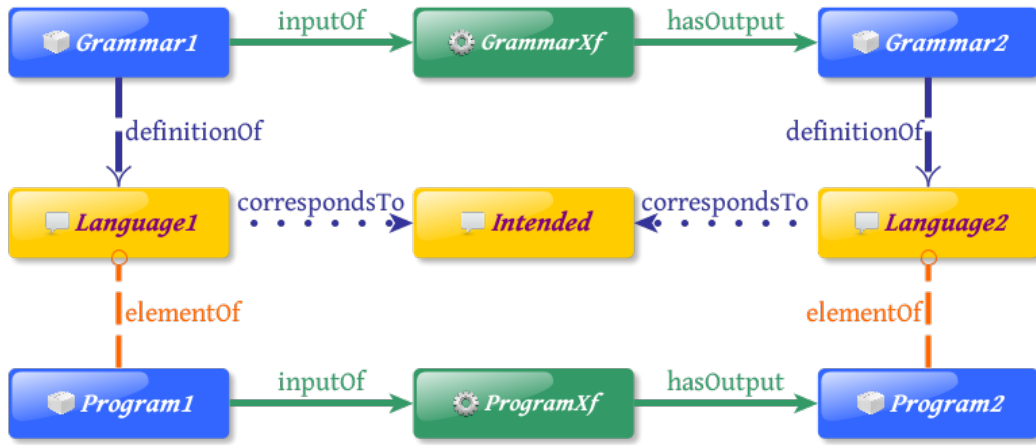 inputOf hasOutput
Grammar1 GrammarXf Grammar2
definitionOf definitionOf
correspondsTo correspondsTo
Language1 Intended Language2
elementOf elementOf
inputOf hasOutput
Program1 ProgramXf Program2